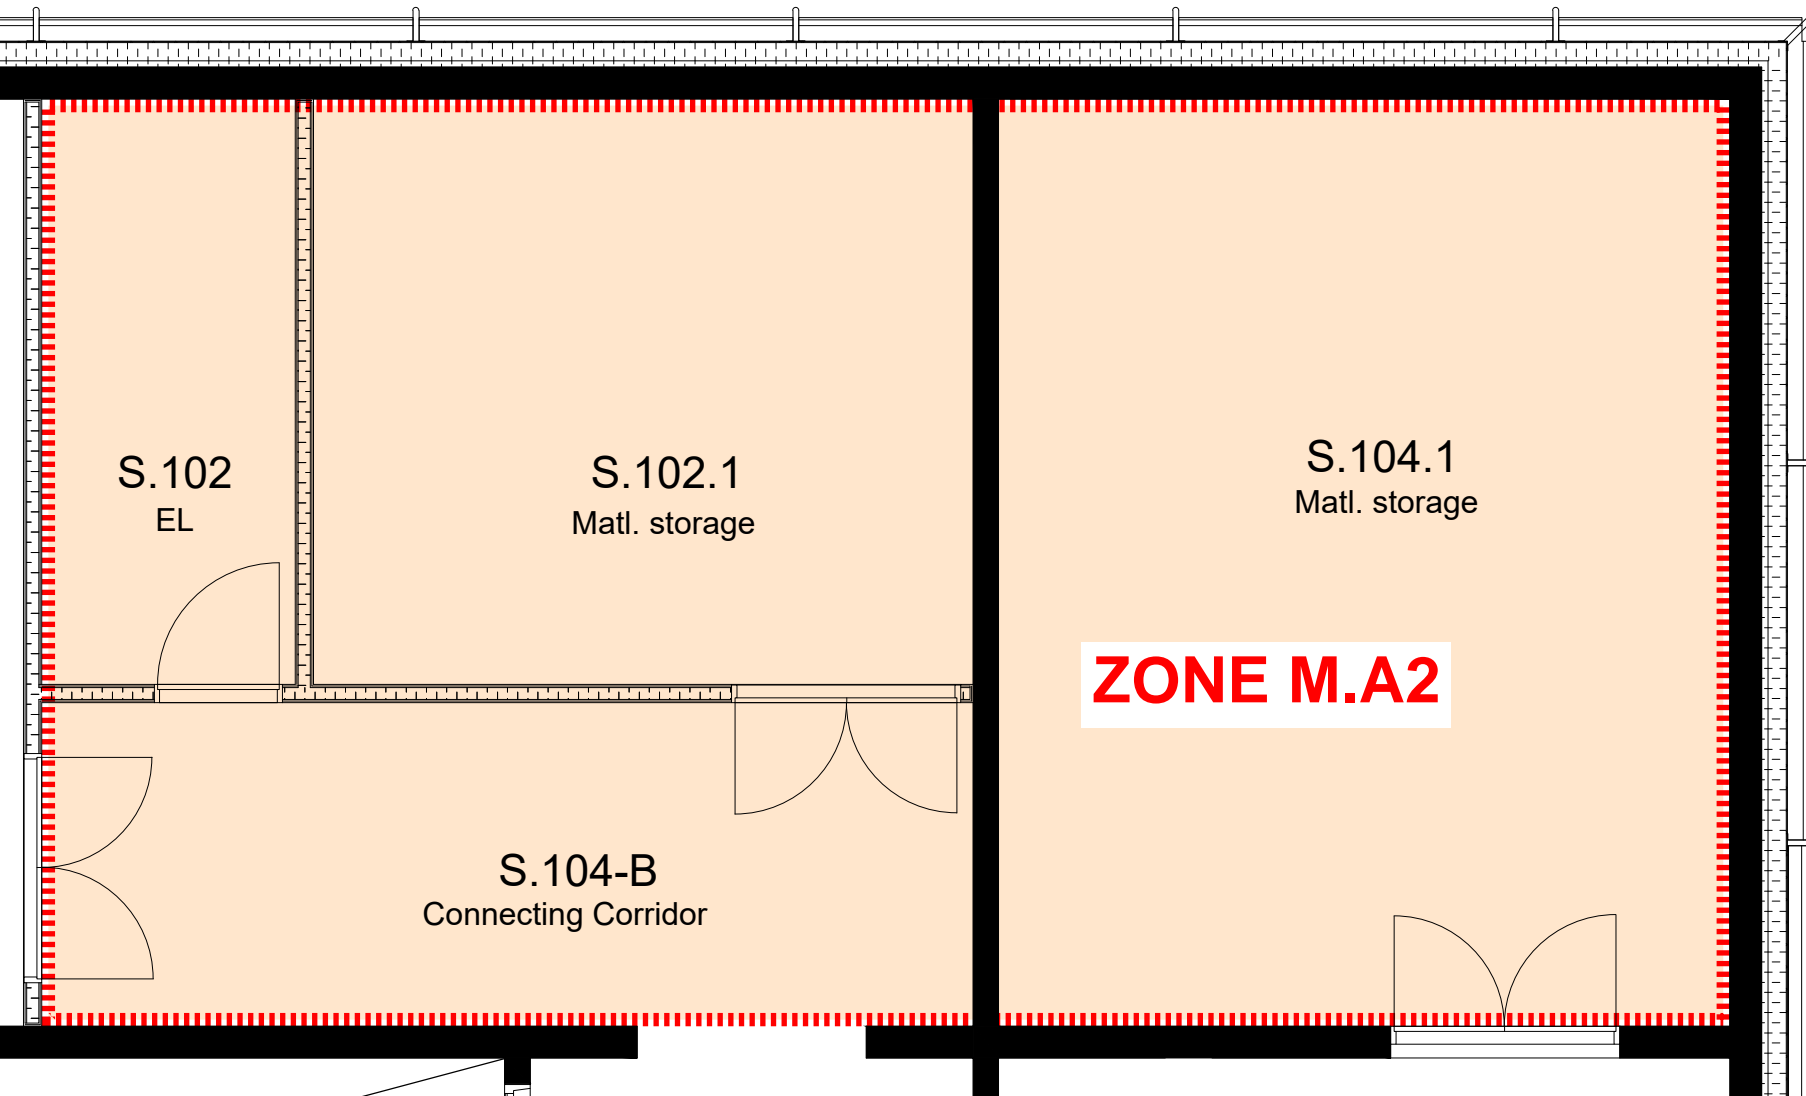 S.102
EL
S.102.1
Matl. storage
S.104.1
Matl. storage
ZONE M.A2
S.104-B
Connecting Corridor